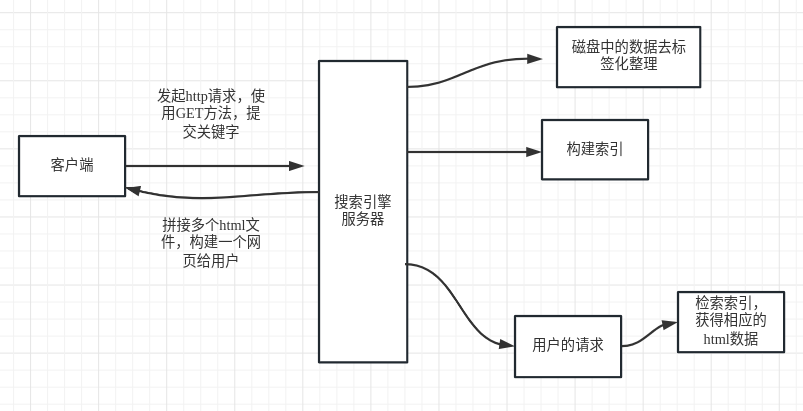 发起http请求，使
用GET方法，提
交关键字
客户端
拼接多个html文
件，构建一个网
页给用户
搜索引擎
服务器
磁盘中的数据去标
签化整理
构建索引
用户的请求
检索索引，
获得相应的
html数据